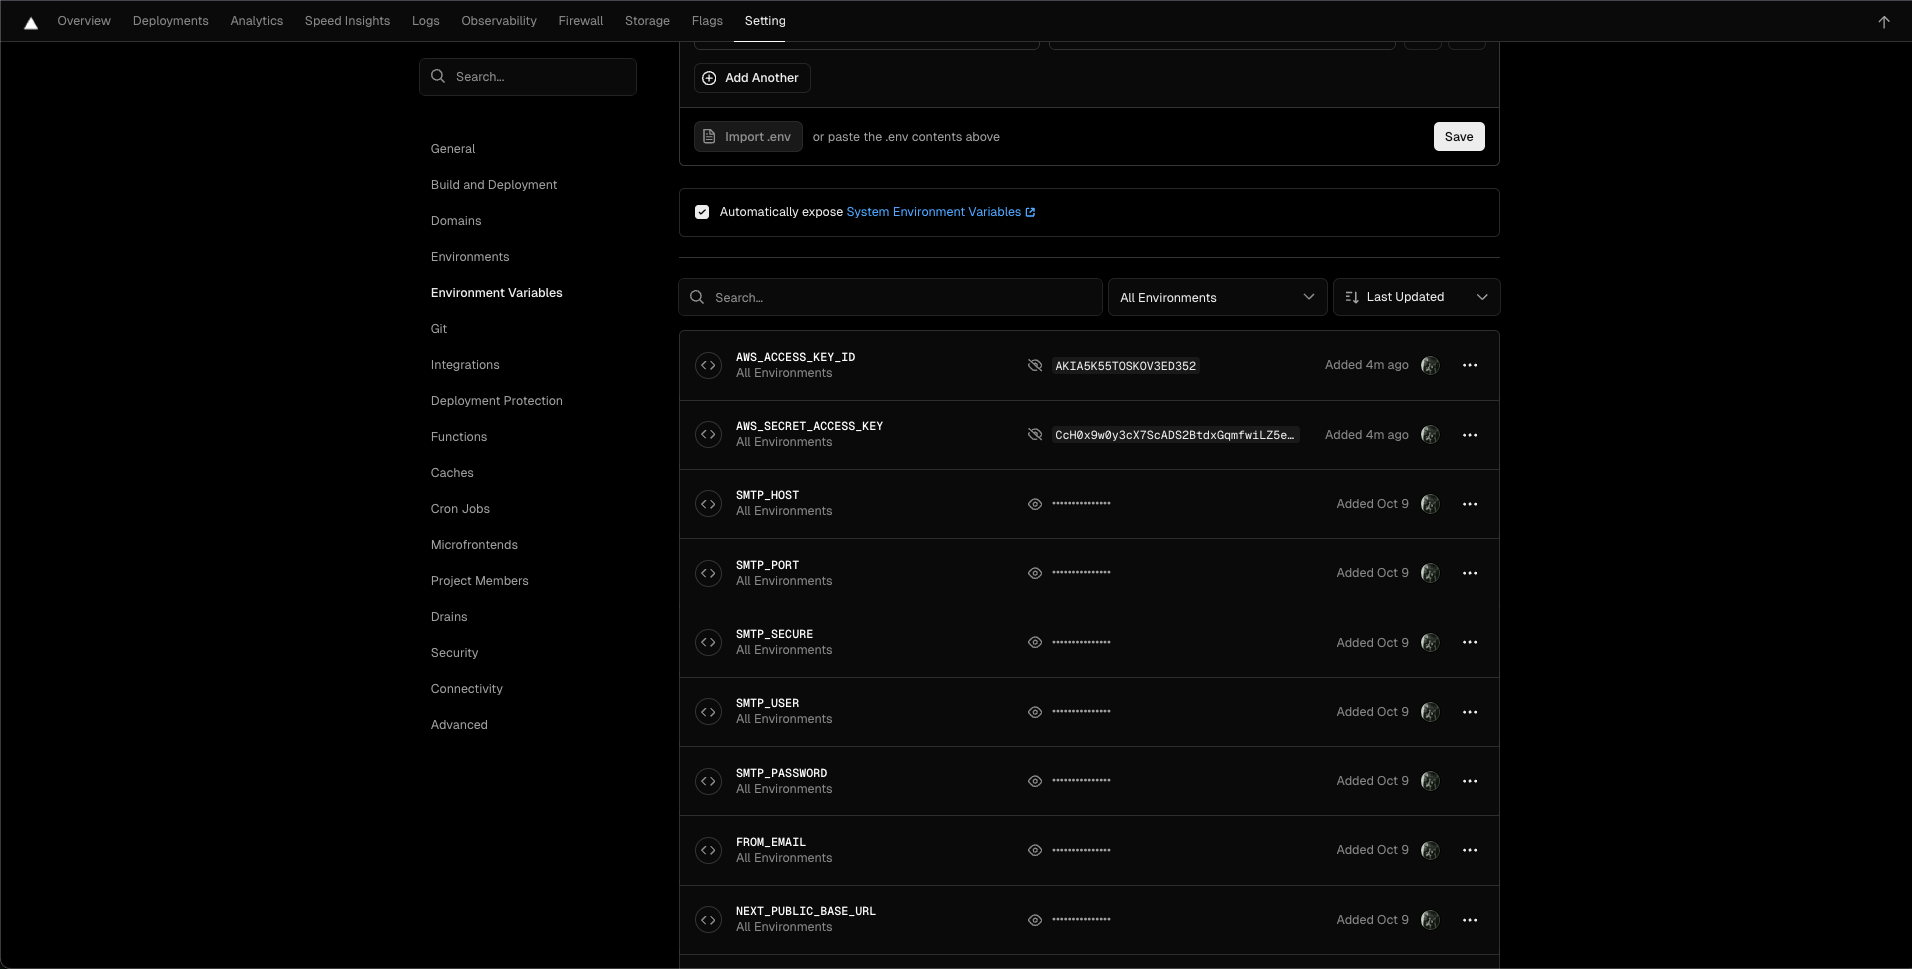 Overview Deployments Analytics Speed Insights Logs Observability Firewall Storage Flags Setting
Search...
Add Another
Import .env or paste the .env contents above Save
General
Build and Deployment
Domains
Environments
Environment Variables
Git
Integrations
Deployment Protection
Functions
Caches
Cron Jobs
Microfrontends
Project Members
Drains
Security
Connectivity
Advanced
Automatically expose System Environment Variables
Search... All Environments Last Updated
AWS_ACCESS_KEY_ID
All Environments
AKIA5K55TOSKOV3ED352 Added 4m ago
AWS_SECRET_ACCESS_KEY
All Environments
CcH0x9w0y3cX7ScADS2BtdxGqmfwiLZ5e… Added 4m ago
SMTP_HOST
All Environments
••••••••••••••• Added Oct 9
SMTP_PORT
All Environments
••••••••••••••• Added Oct 9
SMTP_SECURE
All Environments
••••••••••••••• Added Oct 9
SMTP_USER
All Environments
••••••••••••••• Added Oct 9
SMTP_PASSWORD
All Environments
••••••••••••••• Added Oct 9
FROM_EMAIL
All Environments
••••••••••••••• Added Oct 9
NEXT_PUBLIC_BASE_URL
All Environments
••••••••••••••• Added Oct 9